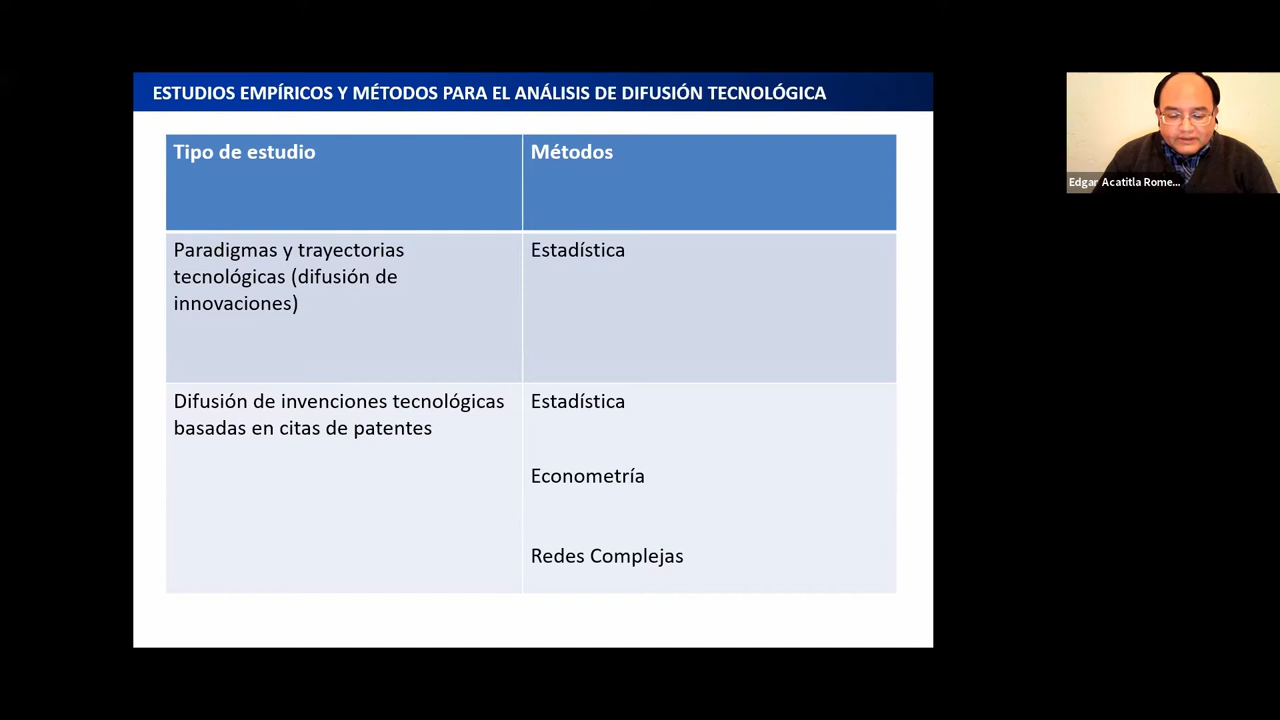 ESTUDIOS EMPÍRICOS Y MÉTODOS PARA EL ANÁLISIS DE DIFUSIÓN TECNOLÓGICA
Tipo de estudio
Métodos
Paradigmas y trayectorias
tecnológicas (difusión de
innovaciones)
Estadística
Difusión de invenciones tecnológicas
basadas en citas de patentes
Estadística
Econometría
Redes Complejas
Edgar Acatitla Rome...